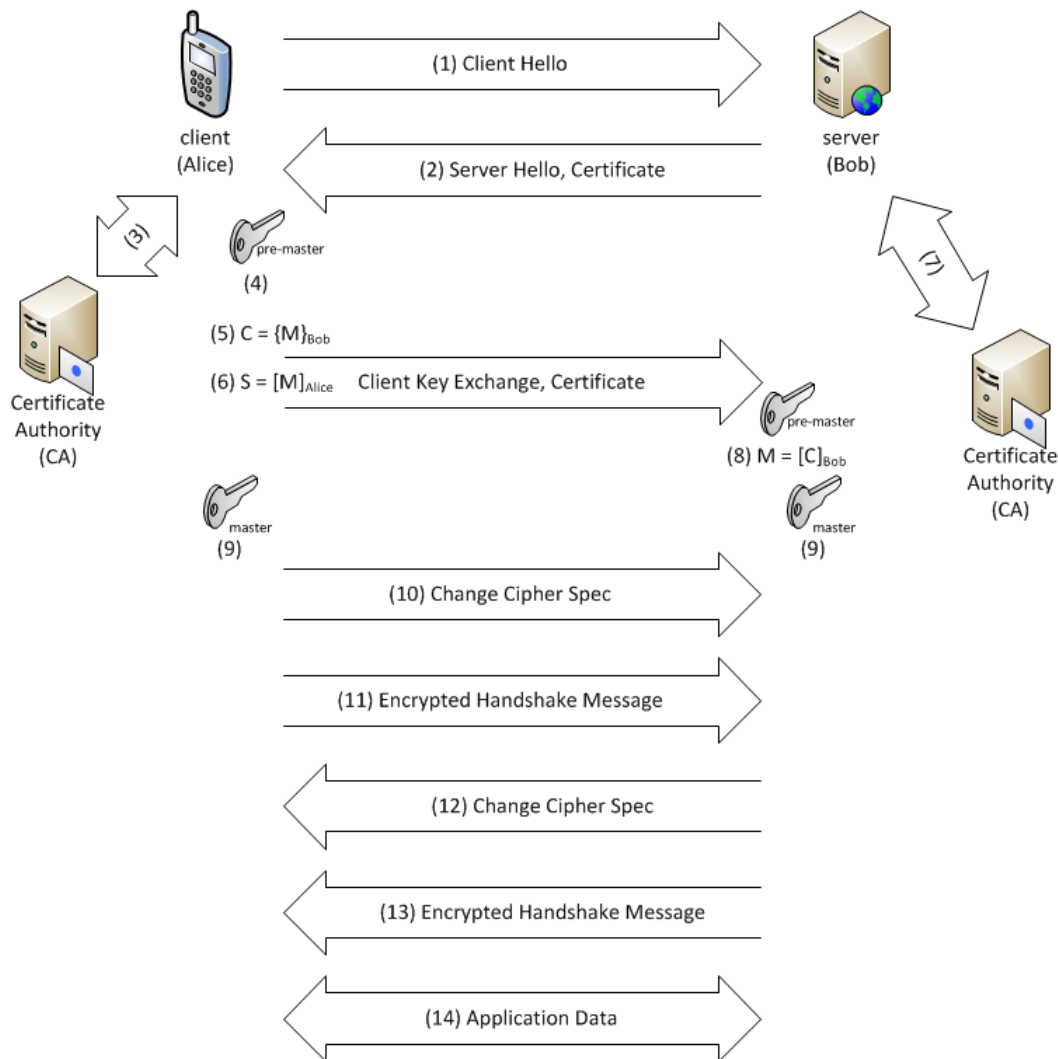 (1) Client Hello
client
(Alice)
server
(Bob)
(2) Server Hello, Certificate
(3)
pre-master
(4)
(7)
(5) C = {M}Bob
(6) S = [M]Alice Client Key Exchange, Certificate
Certificate
Authority
(CA)
pre-master
(8) M = [C]Bob
Certificate
Authority
(CA)
master
(9)
master
(9)
(10) Change Cipher Spec
(11) Encrypted Handshake Message
(12) Change Cipher Spec
(13) Encrypted Handshake Message
(14) Application Data